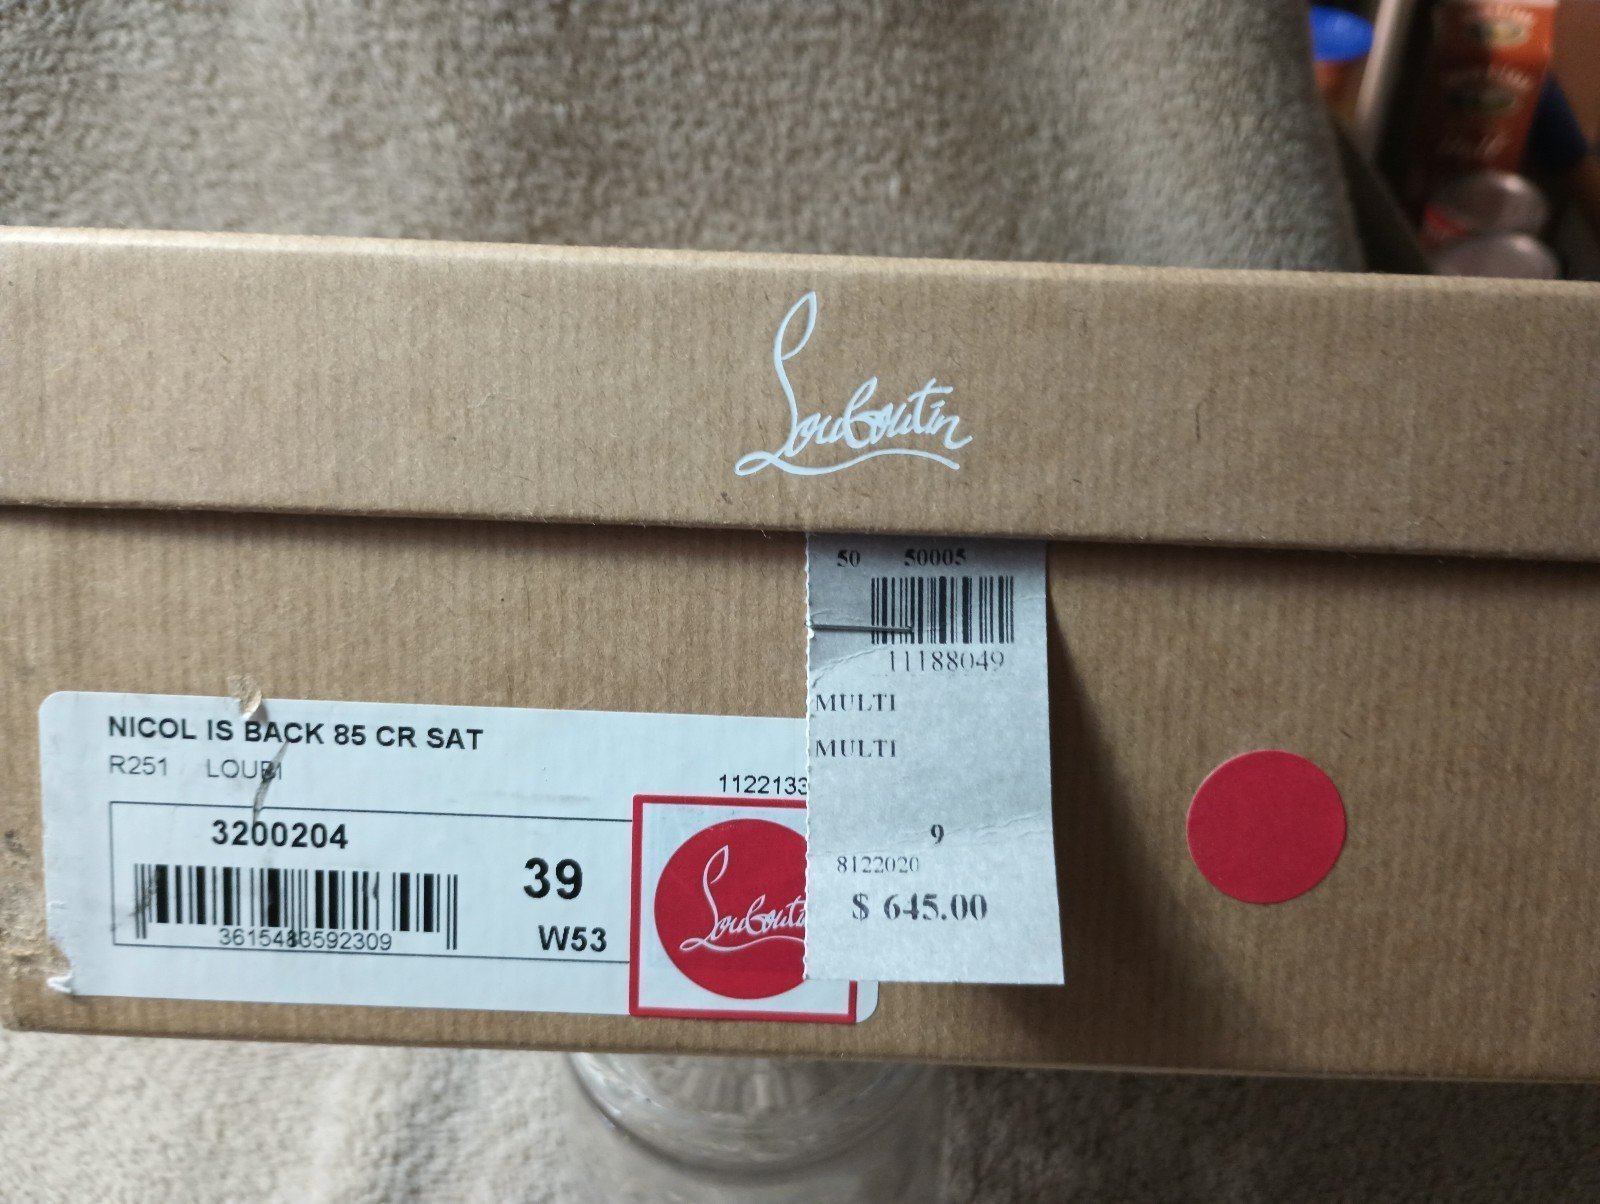 Louboutin
50 50005
11188049
MULTI
MULTI
9
8122020
$ 645.00
NICOL IS BACK 85 CR SAT
R251 LOUBI
1122133
3200204
39
3615483592309
W53
Louboutin